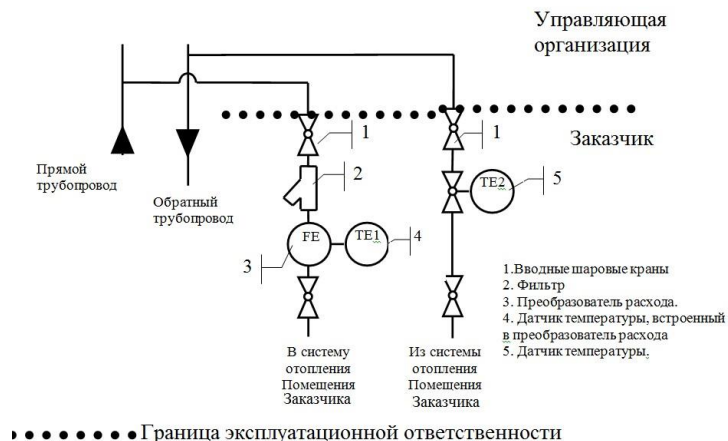 Управляющая
организация
Заказчик
Прямой
трубопровод
Обратный
трубопровод
1
1
2
TE2
5
FE
TE1
3
4
1.Вводные шаровые краны
2. Фильтр
3. Преобразователь расхода.
4. Датчик температуры, встроенный
в преобразователь расхода
5. Датчик температуры.
В систему
отопления
Помещения
Заказчика
Из системы
отопления
Помещения
Заказчика
Граница эксплуатационной ответственности